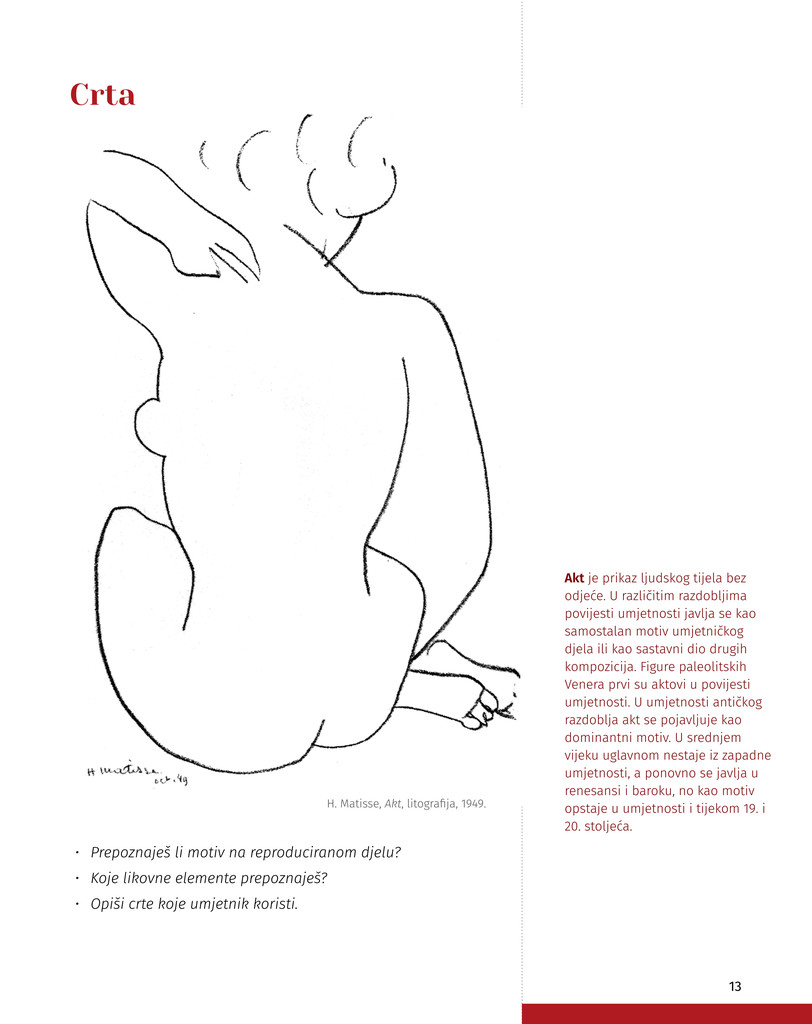 Crta
H Matisse
oct. 49
H. Matisse, Akt, litografija, 1949.
• Prepoznaješ li motiv na reproduciranom djelu?
• Koje likovne elemente prepoznaješ?
• Opiši crte koje umjetnik koristi.
Akt je prikaz ljudskog tijela bez
odjeće. U različitim razdobljima
povijesti umjetnosti javlja se kao
samostalan motiv umjetničkog
djela ili kao sastavni dio drugih
kompozicija. Figure paleolitskih
Venera prvi su aktovi u povijesti
umjetnosti. U umjetnosti antičkog
razdoblja akt se pojavljuje kao
dominantni motiv. U srednjem
vijeku uglavnom nestaje iz zapadne
umjetnosti, a ponovno se javlja u
renesansi i baroku, no kao motiv
opstaje u umjetnosti i tijekom 19. i
20. stoljeća.
13